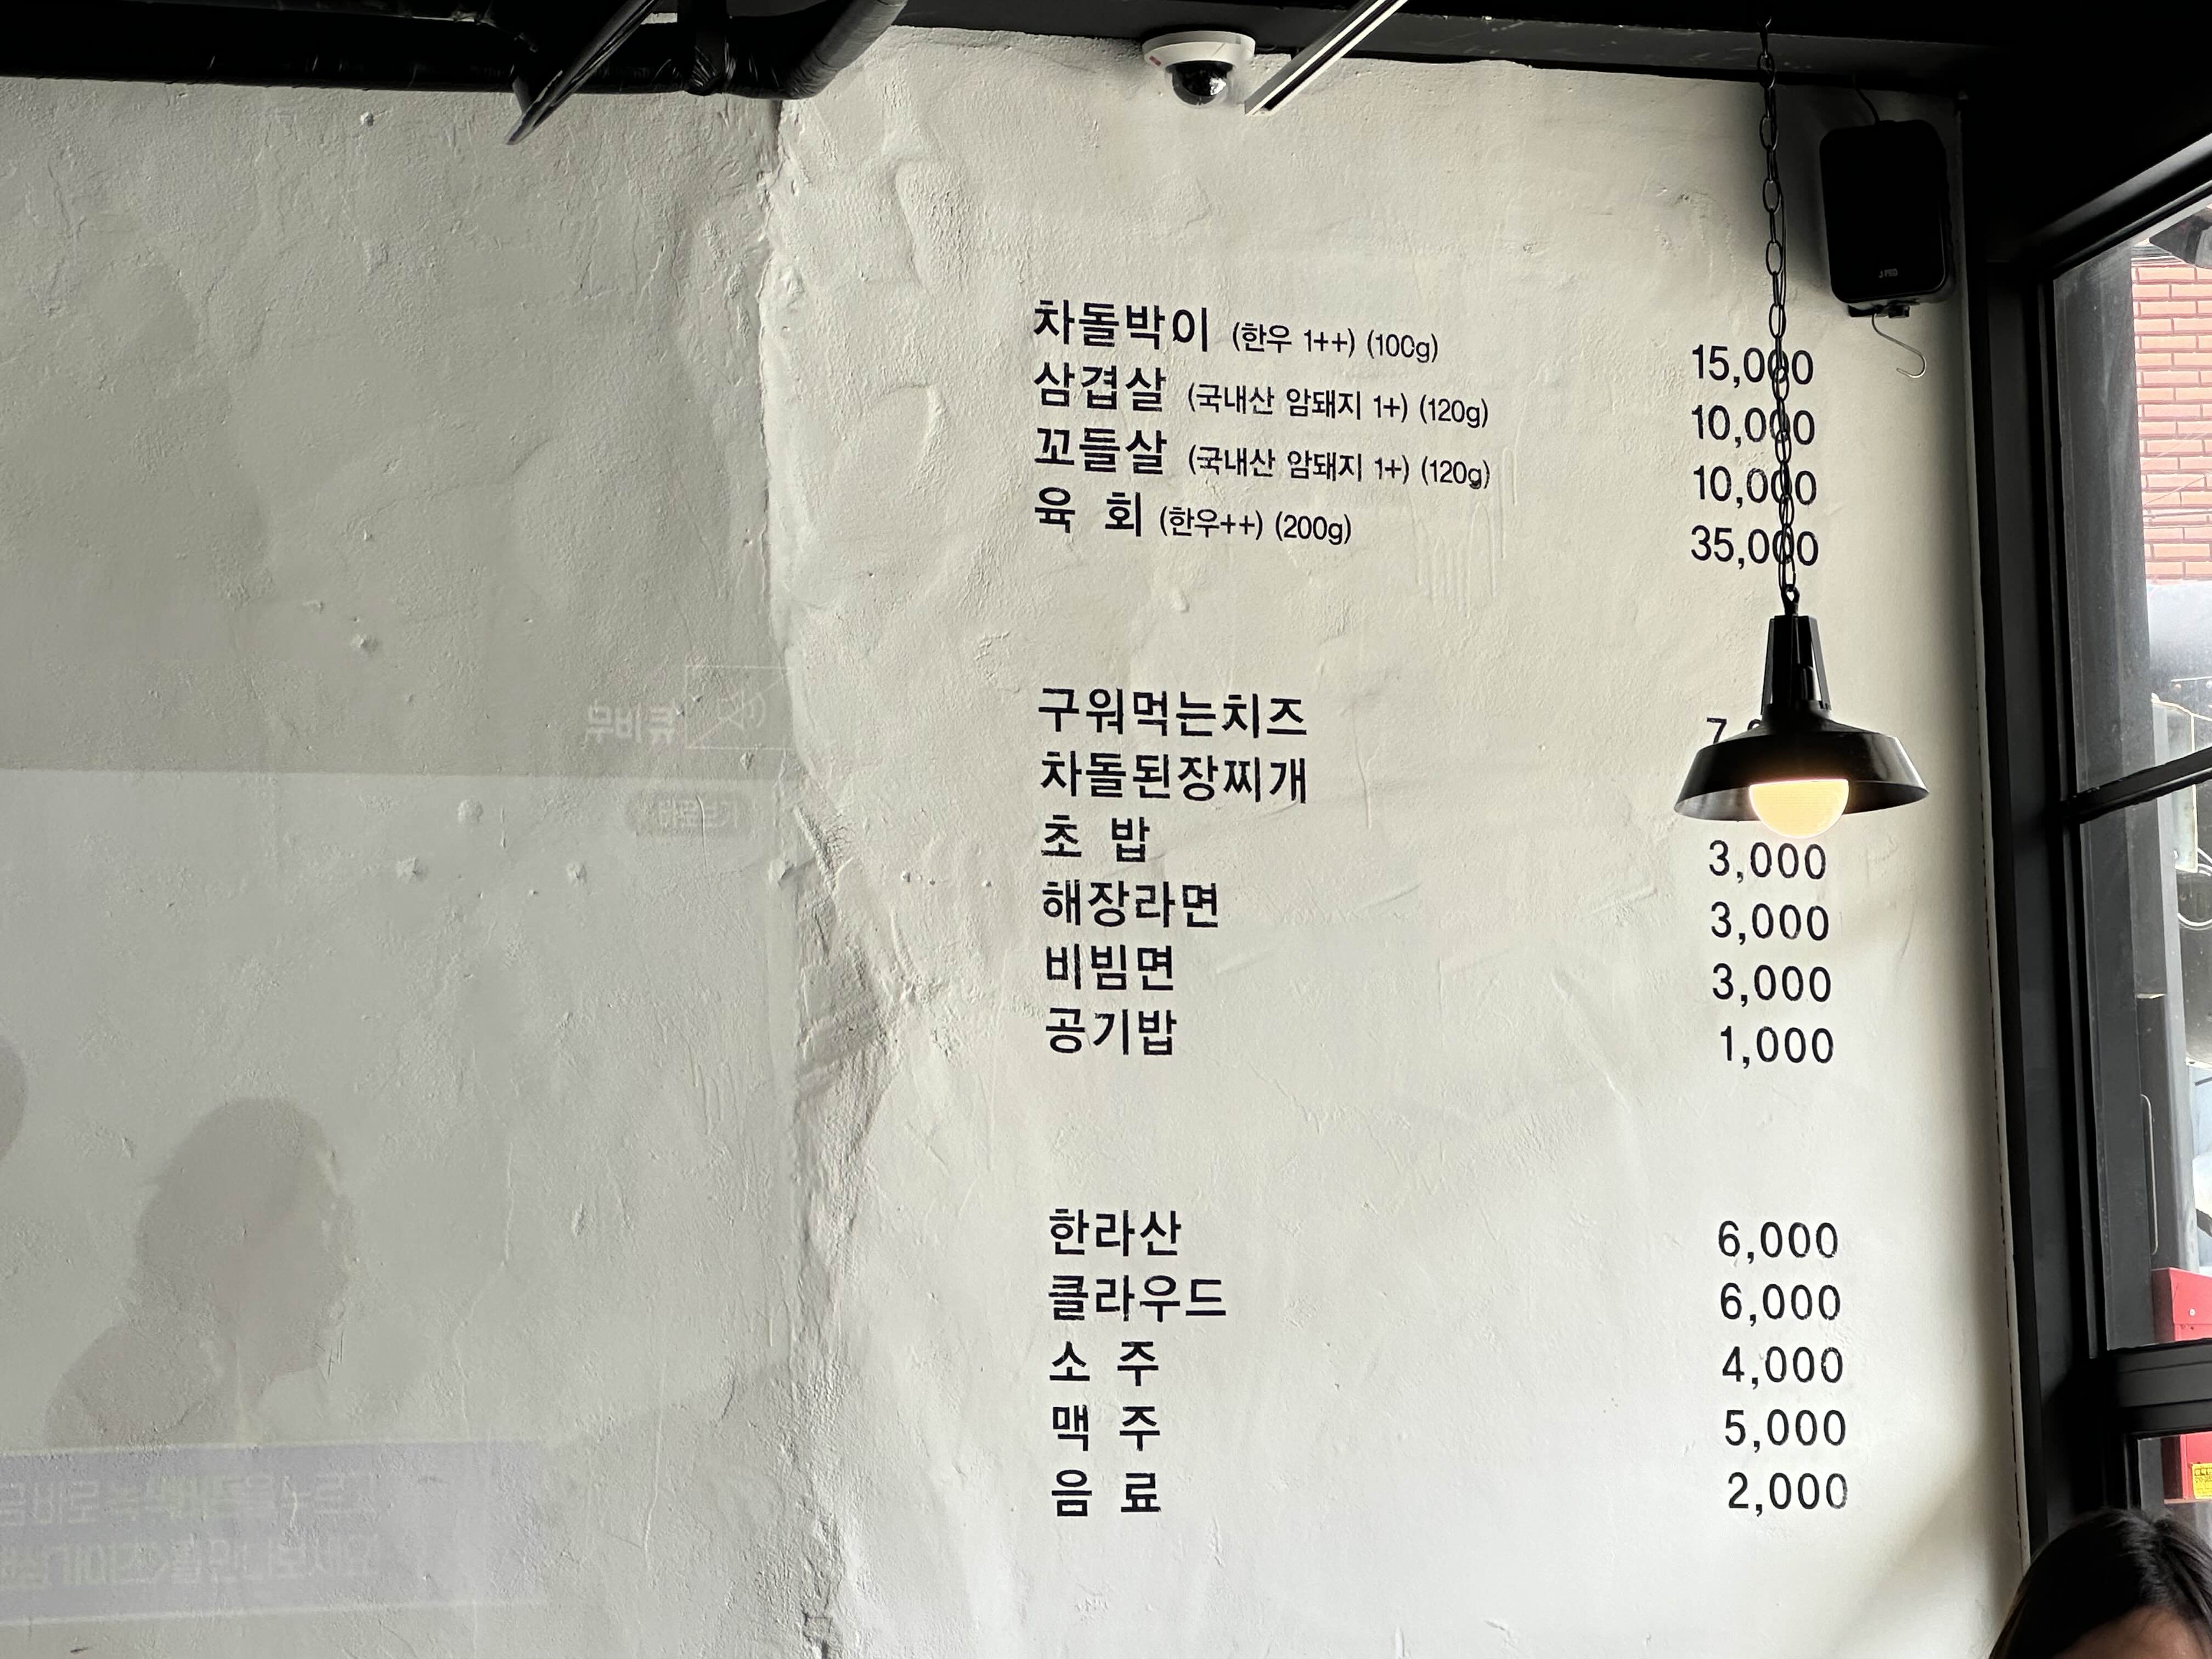 차돌박이 (한우 1++) (100g) 15,000
삼겹살 (국내산 암돼지 1+) (120g) 10,000
꼬들살 (국내산 암돼지 1+) (120g) 10,000
육 회 (한우++) (200g) 35,000
구워먹는치즈
차돌된장찌개
초 밥 3,000
해장라면 3,000
비빔면 3,000
공기밥 1,000
한라산 6,000
클라우드 6,000
소 주 4,000
맥 주 5,000
음 료 2,000